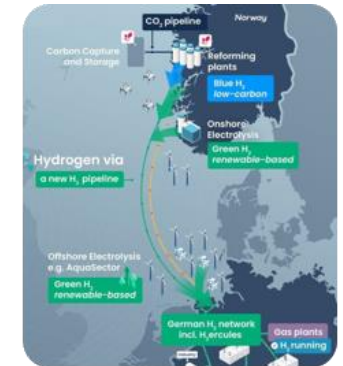 Norway
CO₂ pipeline
Carbon Capture
and Storage
Reforming
plants
Blue H₂
low-carbon
Onshore
Electrolysis
Green H₂
renewable-based
Hydrogen via
a new H₂ pipeline
Offshore Electrolysis
e.g. AquaSector
Green H₂
renewable-based
German H₂ network
incl. H₂ercules
Gas plants
H₂ running